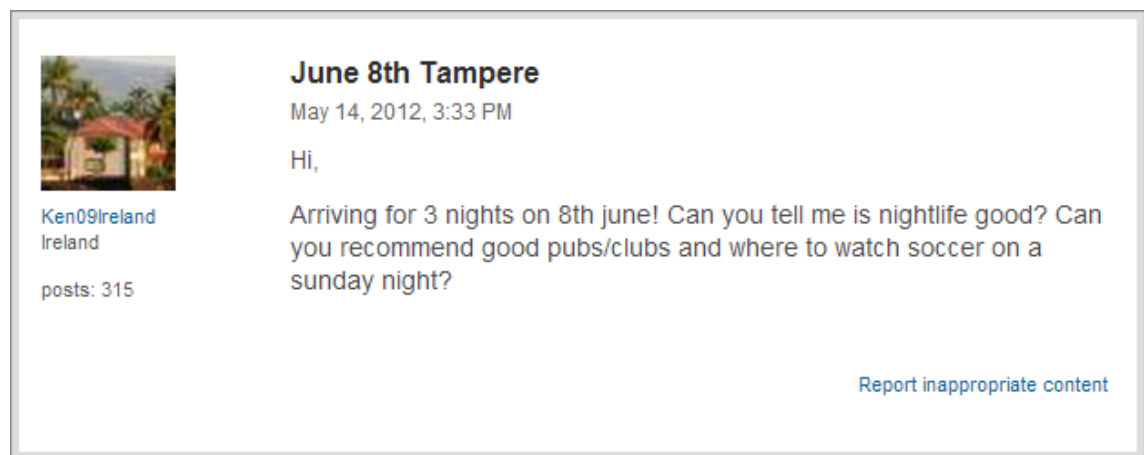 June 8th Tampere
May 14, 2012, 3:33 PM
Hi,
Ken09Ireland
Ireland
posts: 315
Arriving for 3 nights on 8th june! Can you tell me is nightlife good? Can
you recommend good pubs/clubs and where to watch soccer on a
sunday night?
Report inappropriate content